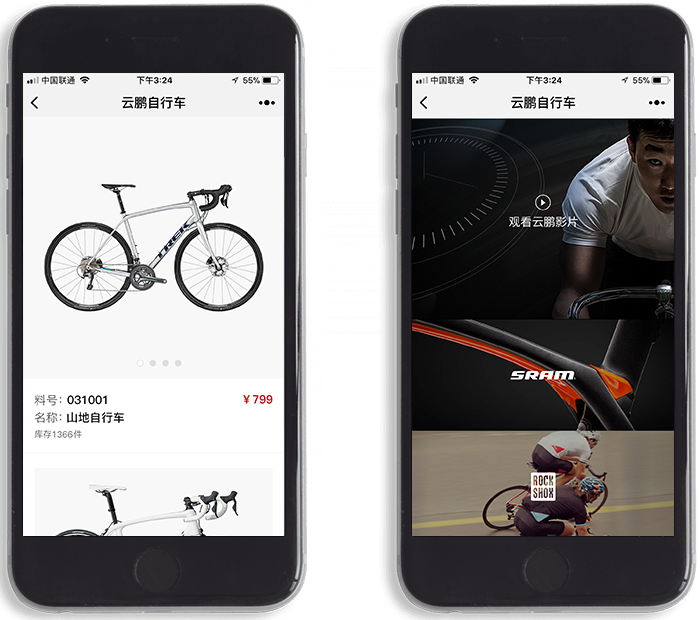 中国联通
下午3:24
55%
云鹏自行车
TREK
料号：031001
¥799
名称：山地自行车
库存1366件
中国联通
下午3:24
55%
云鹏自行车
观看云鹏影片
SRAM
ROCK
SHOX